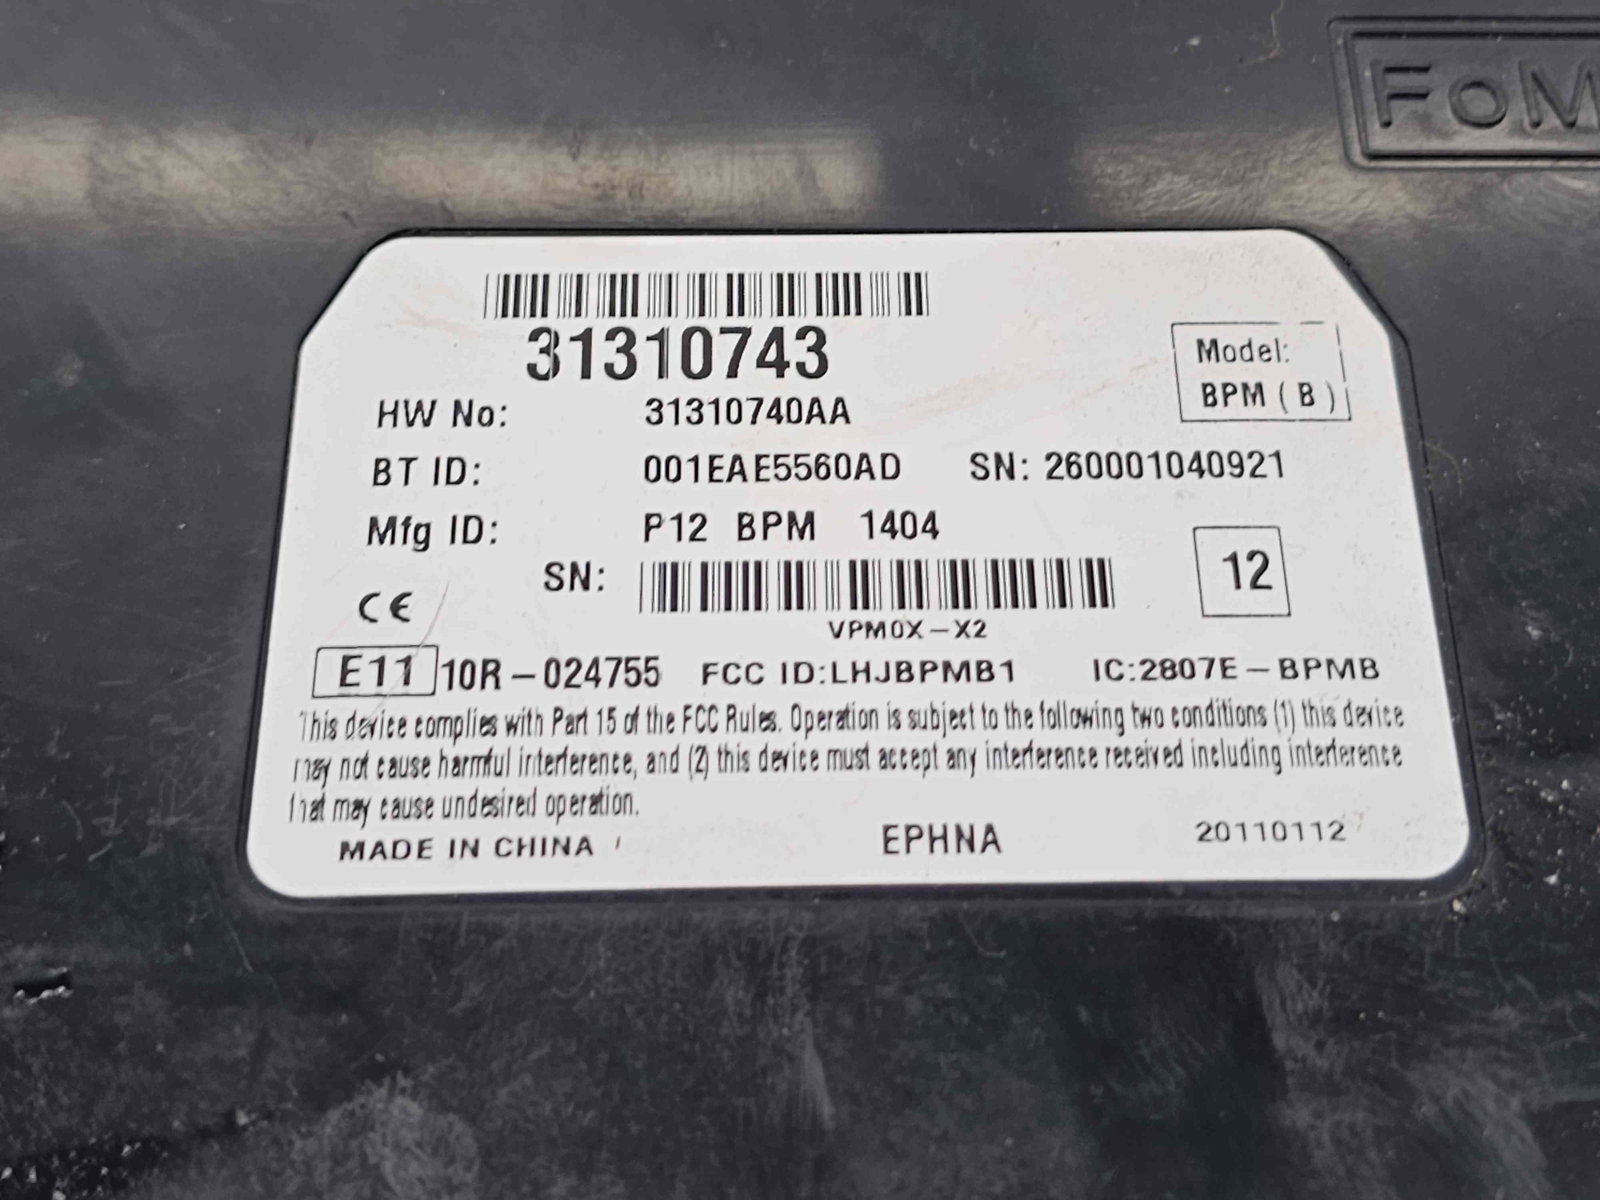 FoM
31310743
Model:
BPM ( B )
HW No: 31310740AA
BT ID: 001EAE5560AD SN: 260001040921
Mfg ID: P12 BPM 1404
12
SN:
CE
VPM0X-X2
E11 10R-024755 FCC ID:LHJBPMB1 IC:2807E-BPMB
This device complies with Part 15 of the FCC Rules. Operation is subject to the following two conditions (1) this device
may not cause harmful interference, and (2) this device must accept any interference received including interference
that may cause undesired operation.
MADE IN CHINA EPHNA 20110112